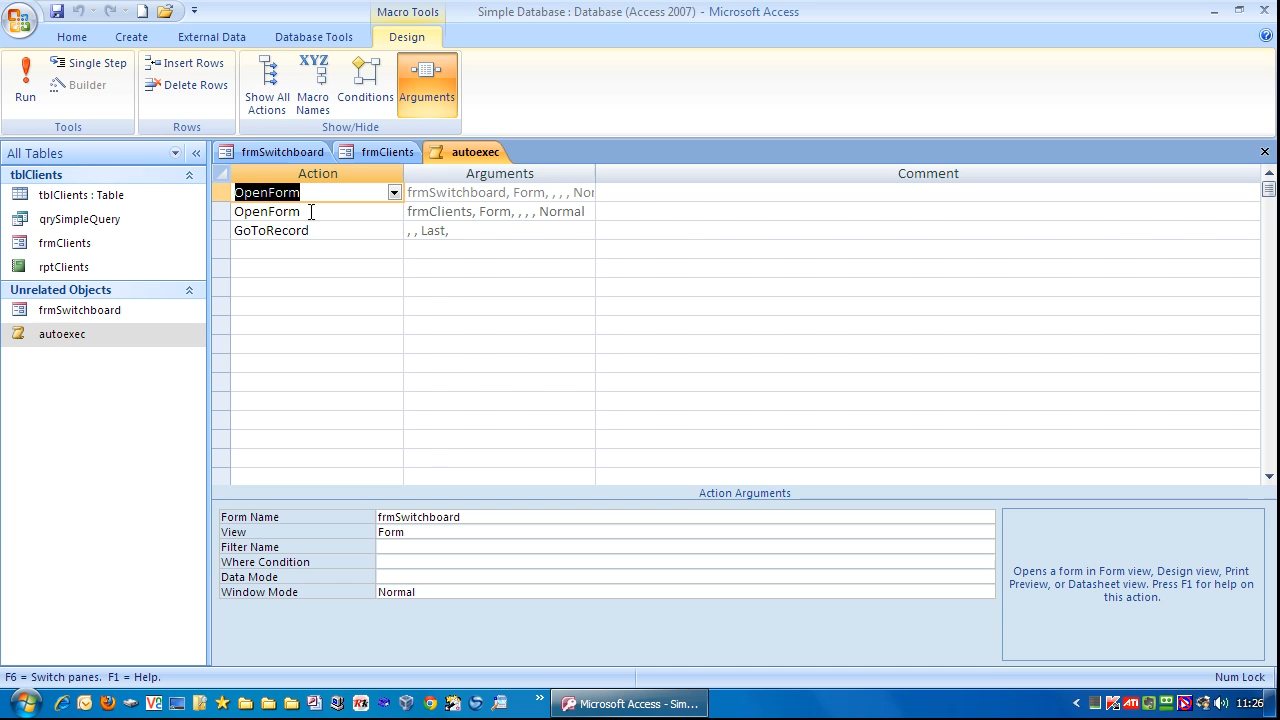 Macro Tools
Simple Database : Database (Access 2007) - Microsoft Access
Home Create External Data Database Tools Design
Run
Single Step
Builder
Tools
Insert Rows
Delete Rows
Rows
XYZ
Show All Actions
Macro Names
Conditions
Arguments
Show/Hide
All Tables
tblClients
tblClients : Table
qrySimpleQuery
frmClients
rptClients
Unrelated Objects
frmSwitchboard
autoexec
frmSwitchboard frmClients autoexec
Action Arguments Comment
OpenForm frmSwitchboard, Form, , , , Nor
OpenForm frmClients, Form, , , , Normal
GoToRecord , , Last,
Action Arguments
Form Name frmSwitchboard
View Form
Filter Name
Where Condition
Data Mode
Window Mode Normal
Opens a form in Form view, Design view, Print
Preview, or Datasheet view. Press F1 for help on
this action.
F6 = Switch panes. F1 = Help.
Num Lock
Microsoft Access - Sim...
11:26